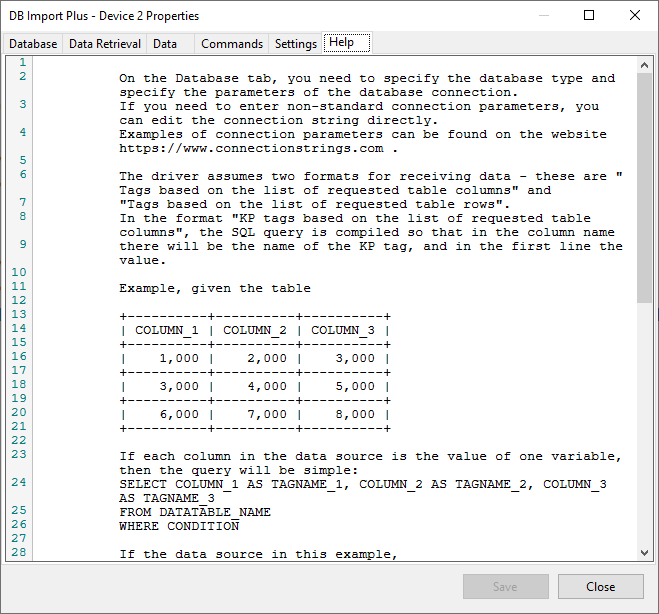 DB Import Plus - Device 2 Properties
Database Data Retrieval Data Commands Settings Help
1
2 On the Database tab, you need to specify the database type and
specify the parameters of the database connection.
3 If you need to enter non-standard connection parameters, you
can edit the connection string directly.
4 Examples of connection parameters can be found on the website
https://www.connectionstrings.com .
5
6 The driver assumes two formats for receiving data - these are "
Tags based on the list of requested table columns" and
7 "Tags based on the list of requested table rows".
8 In the format "KP tags based on the list of requested table
columns", the SQL query is compiled so that in the column name
9 there will be the name of the KP tag, and in the first line the
value.
10
11 Example, given the table
12
13 +----------+----------+----------+
14 | COLUMN_1 | COLUMN_2 | COLUMN_3 |
15 +----------+----------+----------+
16 | 1,000 | 2,000 | 3,000 |
17 +----------+----------+----------+
18 | 3,000 | 4,000 | 5,000 |
19 +----------+----------+----------+
20 | 6,000 | 7,000 | 8,000 |
21 +----------+----------+----------+
22
23 If each column in the data source is the value of one variable,
then the query will be simple:
24 SELECT COLUMN_1 AS TAGNAME_1, COLUMN_2 AS TAGNAME_2, COLUMN_3
AS TAGNAME_3
25 FROM DATATABLE_NAME
26 WHERE CONDITION
27
28 If the data source in this example,
Save Close